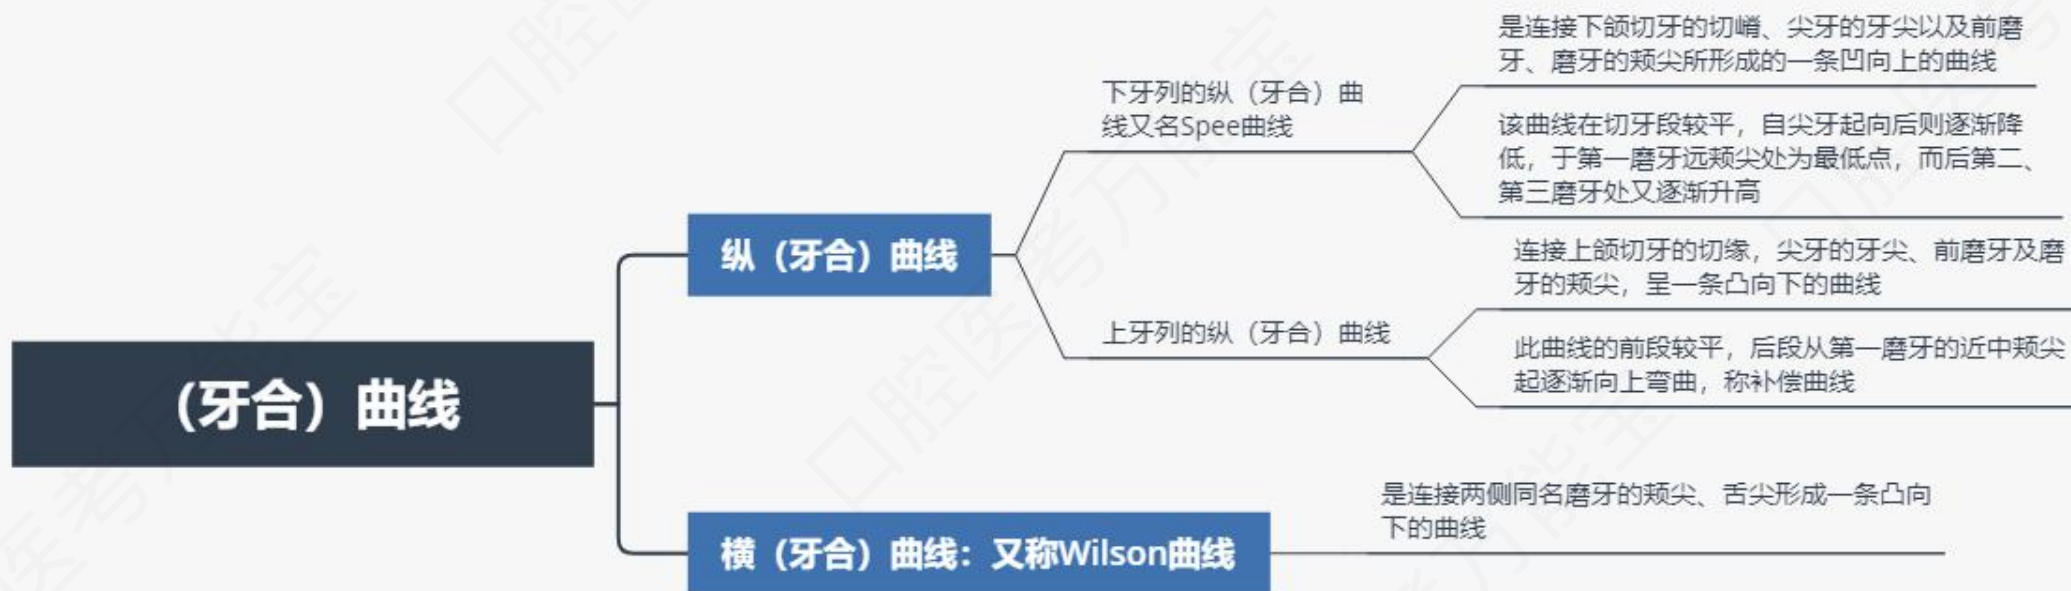 是连接下颌切牙的切嵴、尖牙的牙尖以及前磨
牙、磨牙的颊尖所形成的一条凹向上的曲线
下牙列的纵（牙合）曲
线又名Spee曲线
该曲线在切牙段较平，自尖牙起向后则逐渐降
低，于第一磨牙远颊尖处为最低点，而后第二、
第三磨牙处又逐渐升高
纵（牙合）曲线
连接上颌切牙的切缘，尖牙的牙尖、前磨牙及磨
牙的颊尖，呈一条凸向下的曲线
上牙列的纵（牙合）曲线
此曲线的前段较平，后段从第一磨牙的近中颊尖
起逐渐向上弯曲，称补偿曲线
（牙合）曲线
横（牙合）曲线：又称Wilson曲线
是连接两侧同名磨牙的颊尖、舌尖形成一条凸向
下的曲线
口腔医考万能宝